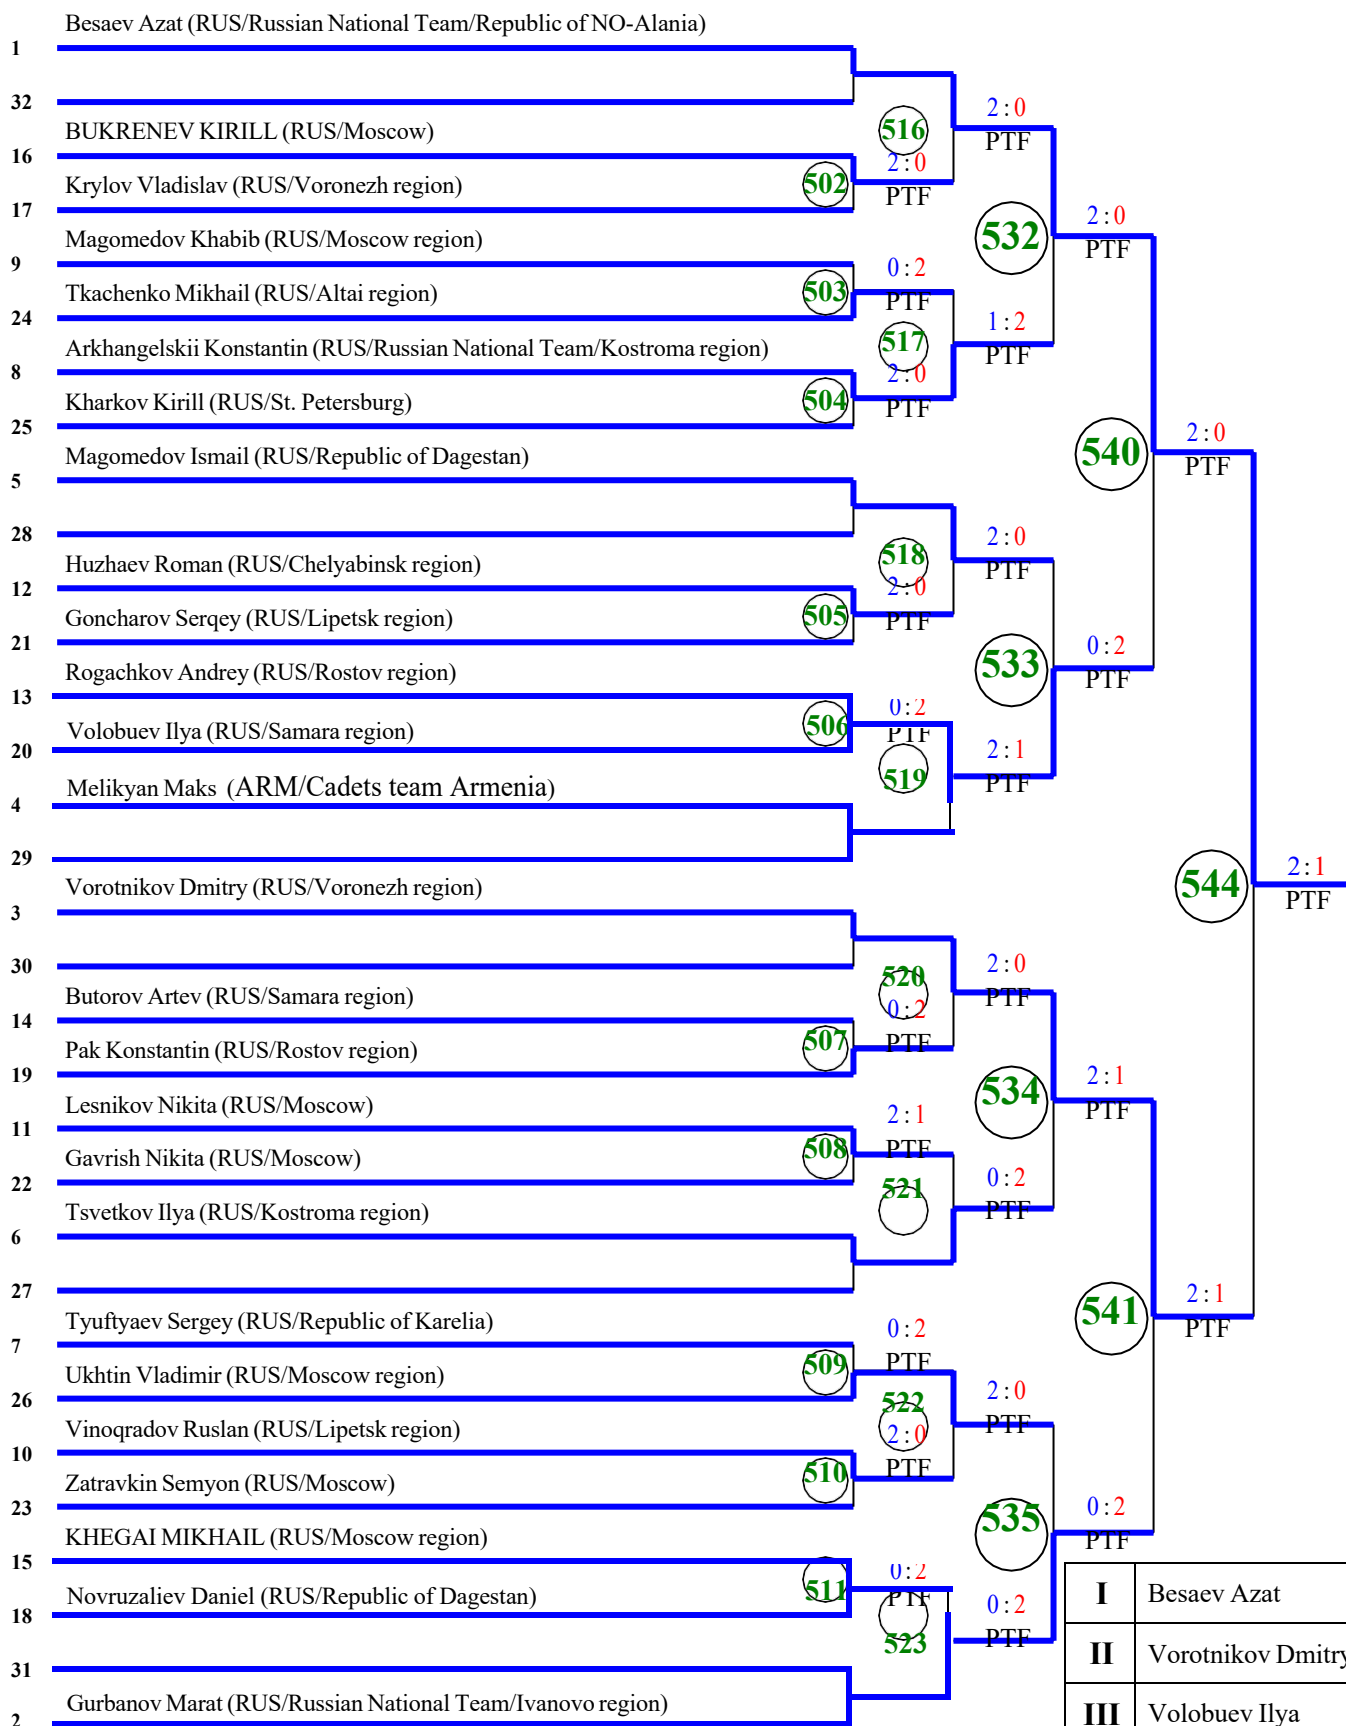 Besaev Azat (RUS/Russian National Team/Republic of NO-Alania)
1
32
2:0
PTF
BUKRENEV KIRILL (RUS/Moscow)
516
16
2:0
PTF
Krylov Vladislav (RUS/Voronezh region)
502
17
2:0
PTF
Magomedov Khabib (RUS/Moscow region)
532
9
0:2
PTF
Tkachenko Mikhail (RUS/Altai region)
503
24
1:2
PTF
Arkhangelskii Konstantin (RUS/Russian National Team/Kostroma region)
517
8
2:0
PTF
Kharkov Kirill (RUS/St. Petersburg)
504
25
2:0
PTF
Magomedov Ismail (RUS/Republic of Dagestan)
540
5
28
2:0
PTF
Huzhaev Roman (RUS/Chelyabinsk region)
518
12
2:0
PTF
Goncharov Serqey (RUS/Lipetsk region)
505
21
0:2
PTF
Rogachkov Andrey (RUS/Rostov region)
533
13
0:2
PTF
Volobuev Ilya (RUS/Samara region)
506
20
2:1
PTF
Melikyan Maks (ARM/Cadets team Armenia)
519
4
29
2:1
PTF
Vorotnikov Dmitry (RUS/Voronezh region)
544
3
30
2:0
PTF
Butorov Artev (RUS/Samara region)
520
14
0:2
PTF
Pak Konstantin (RUS/Rostov region)
507
19
2:1
PTF
Lesnikov Nikita (RUS/Moscow)
534
11
2:1
PTF
Gavrish Nikita (RUS/Moscow)
508
22
0:2
PTF
Tsvetkov Ilya (RUS/Kostroma region)
521
6
27
2:1
PTF
Tyuftyaev Sergey (RUS/Republic of Karelia)
541
7
0:2
PTF
Ukhtin Vladimir (RUS/Moscow region)
509
26
2:0
PTF
Vinoqradov Ruslan (RUS/Lipetsk region)
522
10
2:0
PTF
Zatravkin Semyon (RUS/Moscow)
510
23
0:2
PTF
KHEGAI MIKHAIL (RUS/Moscow region)
535
15
0:2
PTF
Novruzaliev Daniel (RUS/Republic of Dagestan)
511
18
0:2
PTF
523
31
Gurbanov Marat (RUS/Russian National Team/Ivanovo region)
2
I Besaev Azat
II Vorotnikov Dmitry
III Volobuev Ilya